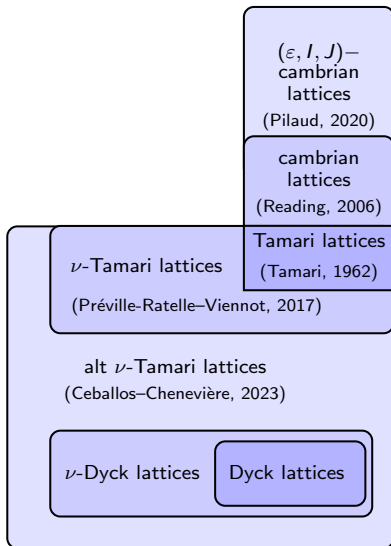 (ε, I, J)−
cambrian
lattices
(Pilaud, 2020)
cambrian
lattices
(Reading, 2006)
Tamari lattices
(Tamari, 1962)
ν-Tamari lattices
(Préville-Ratelle–Viennot, 2017)
alt ν-Tamari lattices
(Ceballos–Chenevière, 2023)
ν-Dyck lattices
Dyck lattices